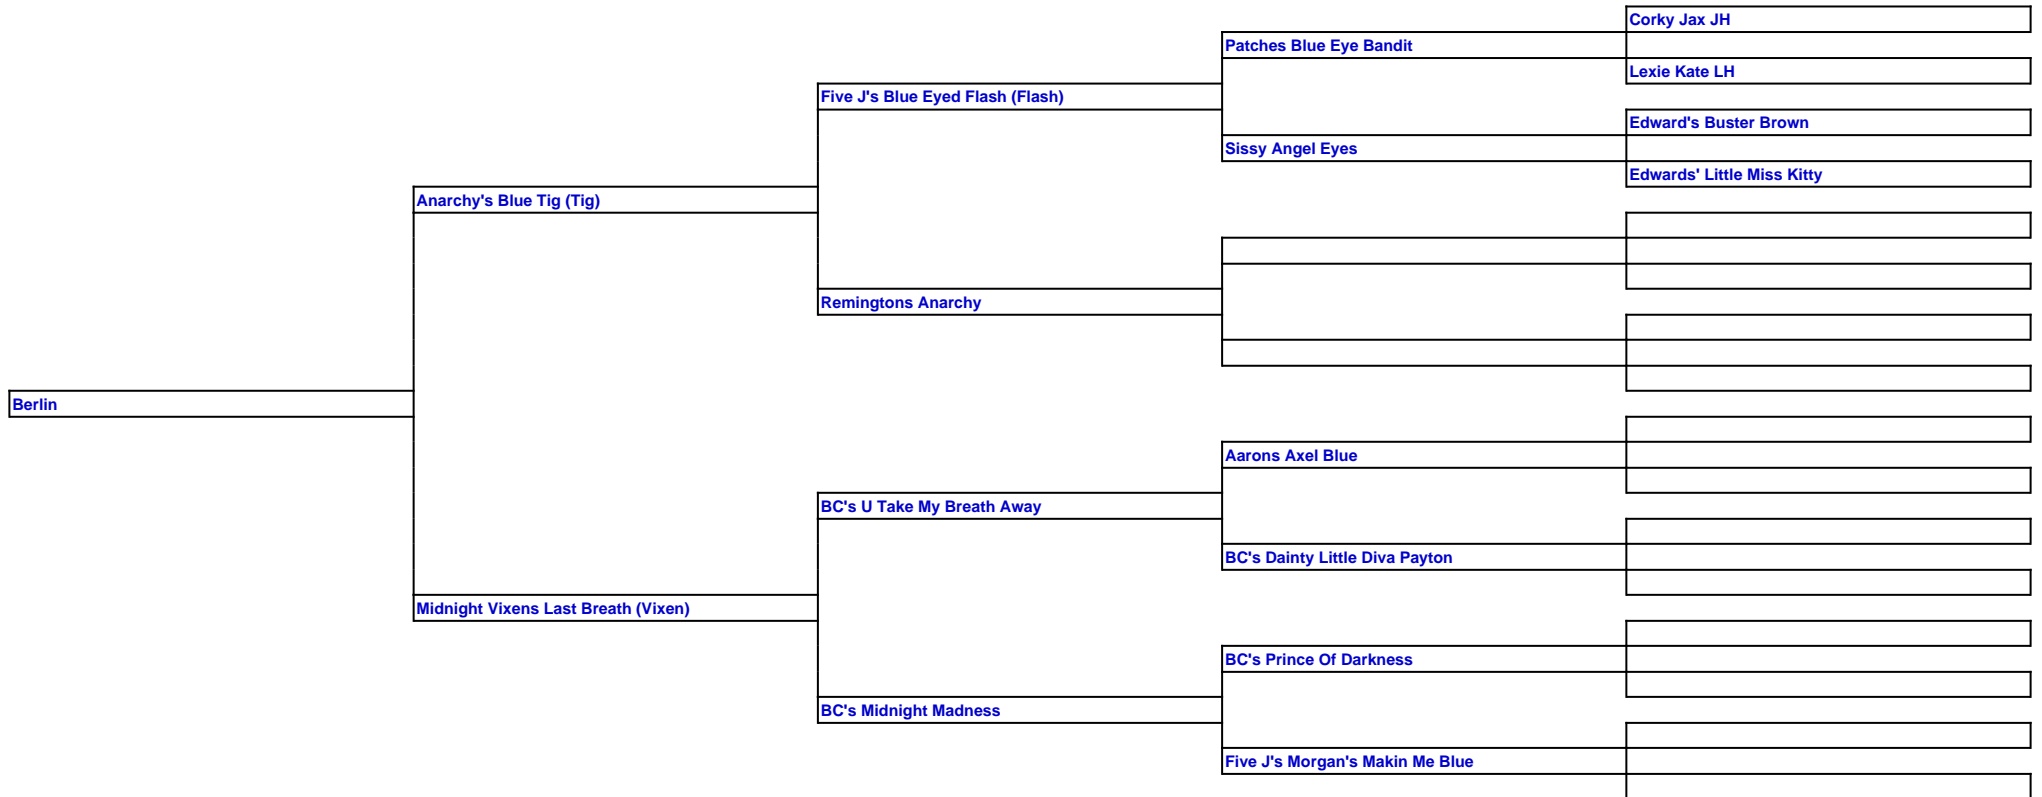 Corky Jax JH
Patches Blue Eye Bandit
Lexie Kate LH
Five J's Blue Eyed Flash (Flash)
Edward's Buster Brown
Sissy Angel Eyes
Edwards' Little Miss Kitty
Anarchy's Blue Tig (Tig)
Remingtons Anarchy
Berlin
Aarons Axel Blue
BC's U Take My Breath Away
BC's Dainty Little Diva Payton
Midnight Vixens Last Breath (Vixen)
BC's Prince Of Darkness
BC's Midnight Madness
Five J's Morgan's Makin Me Blue